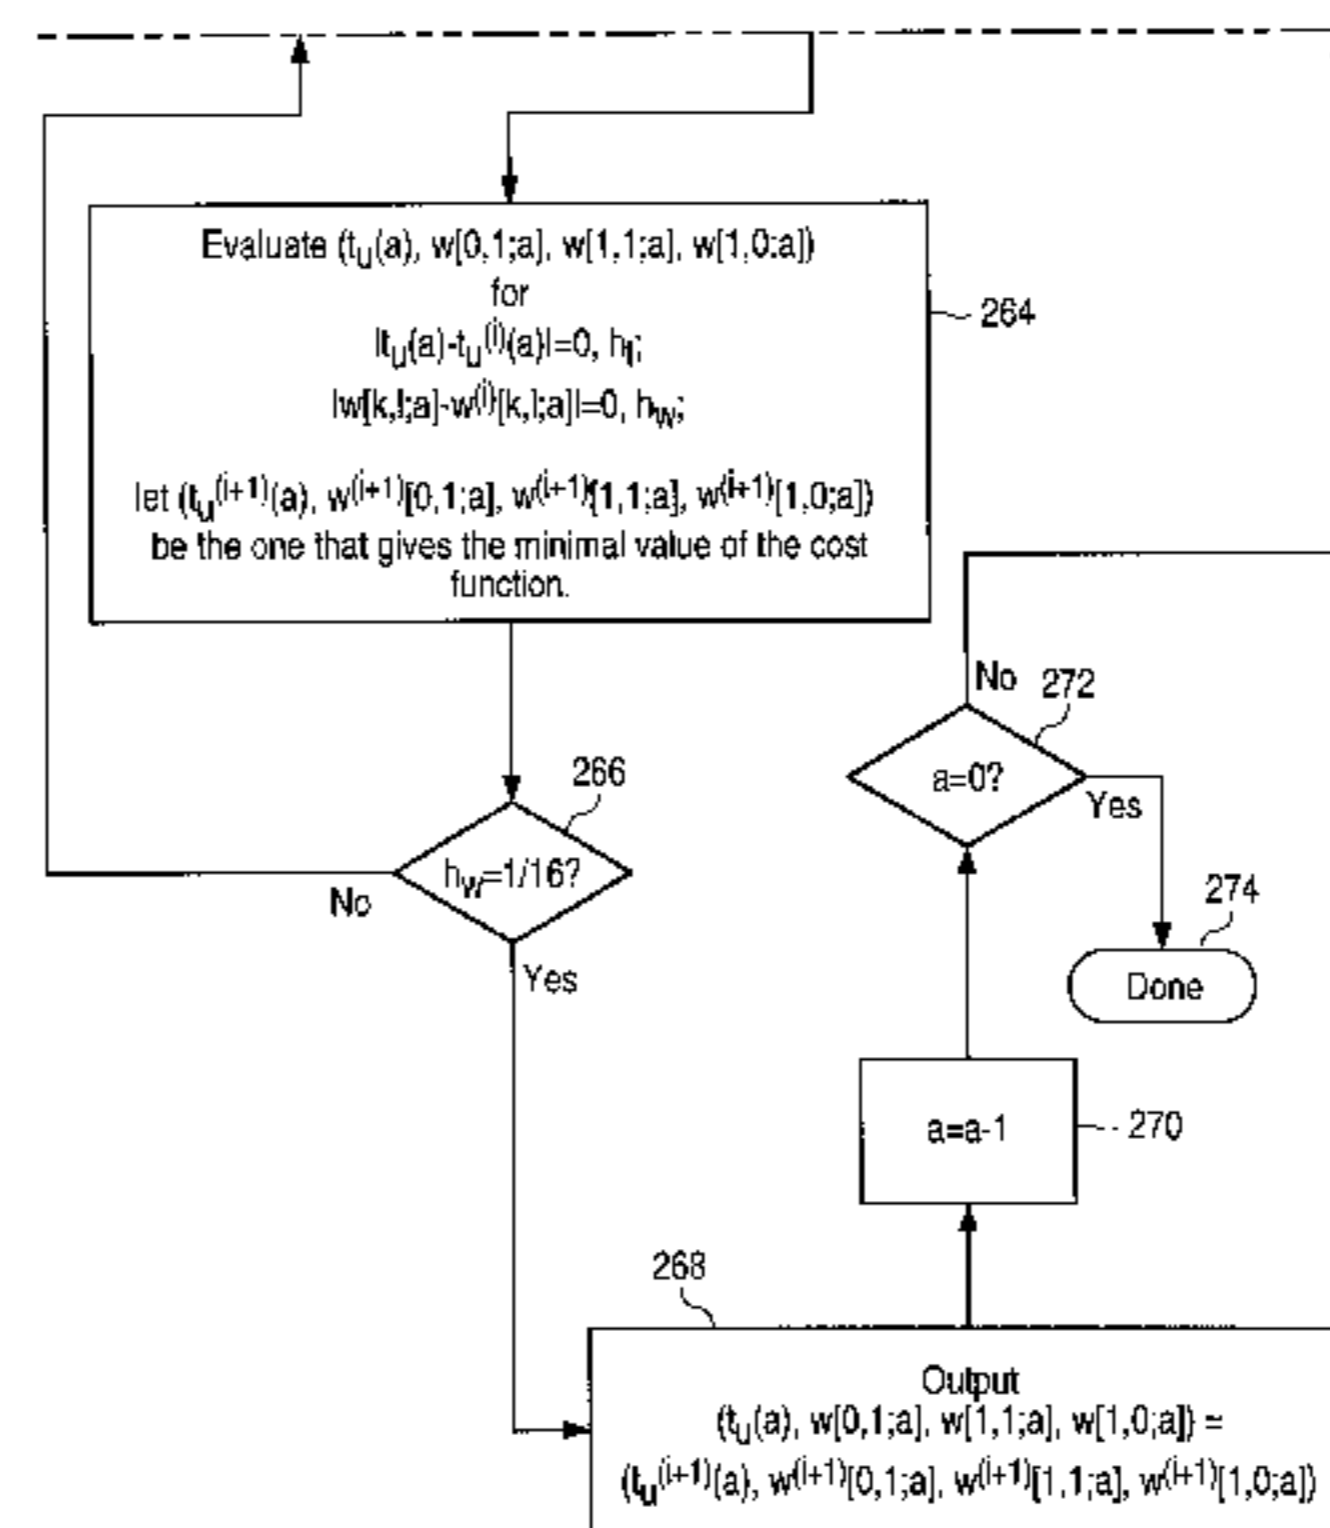 Evaluate (tu(a), w[0,1;a], w[1,1;a], w[1,0:a])
for
|tu(a)-tu(i)(a)|=0, ht;
|w[k,l;a]-w(i)[k,l;a]|=0, hw;
let (tu(i+1)(a), w(i+1)[0,1;a], w(i+1)[1,1;a], w(i+1)[1,0;a])
be the one that gives the minimal value of the cost
function.
264
266
hw=1/16?
No
Yes
No
272
a=0?
Yes
274
Done
a=a-1
270
268
Output
(tu(a), w[0,1;a], w[1,1;a], w[1,0;a]) =
(tu(i+1)(a), w(i+1)[0,1;a], w(i+1)[1,1;a], w(i+1)[1,0;a])